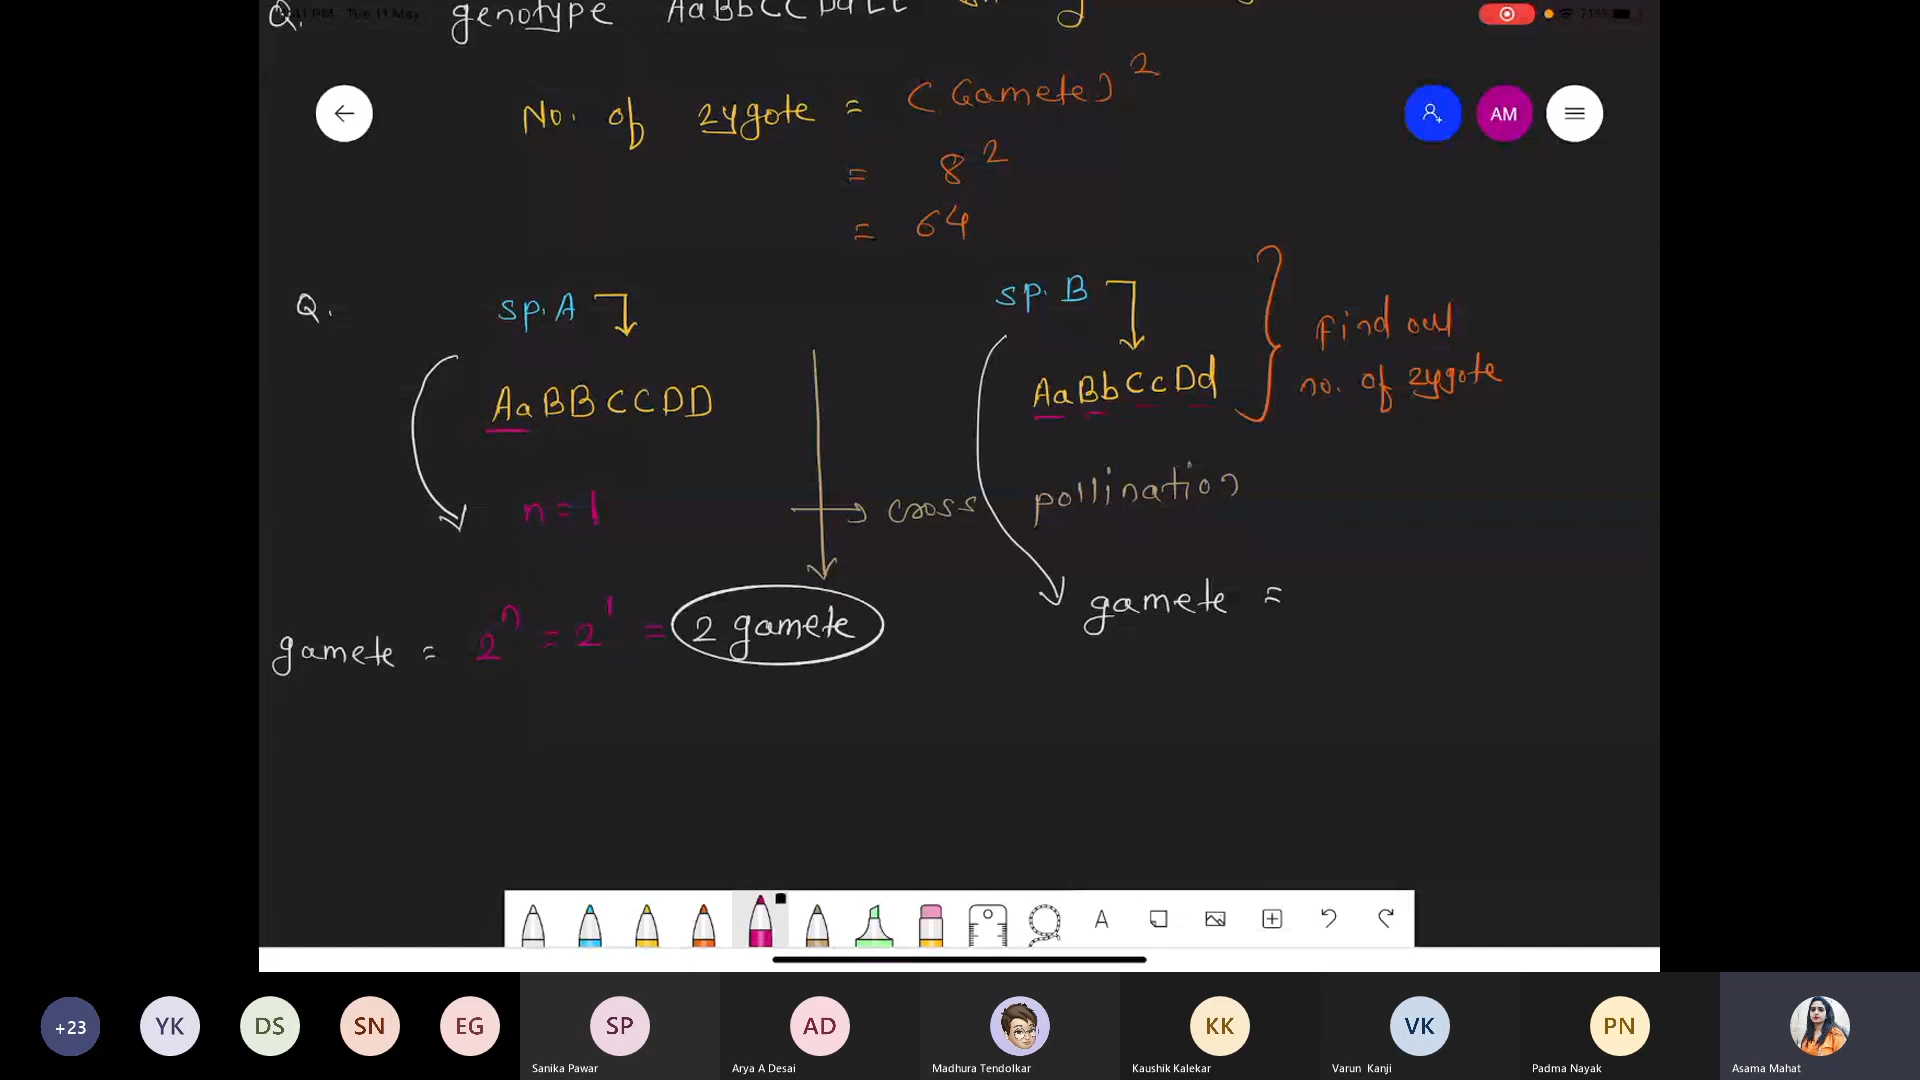 Q. genotype AaBb
No. of zygote = (Gamete)²
= 8²
= 64
Q. Sp. A Sp. B
AaBBCCDD AaBbCcDd
Find out
no. of zygote
n = 1
cross pollination
gamete = 2ⁿ = 2¹ = 2 gamete
gamete =
AM
A
+23 YK DS SN EG SP AD KK VK PN
Sanika Pawar Arya A Desai Madhura Tendolkar Kaushik Kalekar Varun Kanji Padma Nayak Asama Mahat